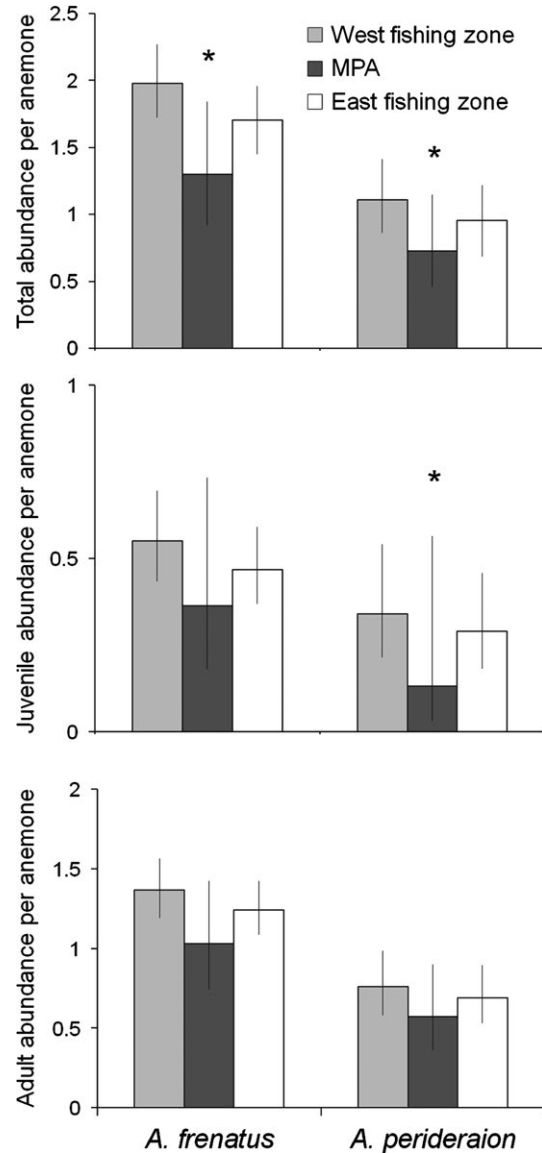 2.5
West fishing zone
2
*
MPA
East fishing zone
1.5
*
1
0.5
0
Total abundance per anemone
1
*
0.5
0
Juvenile abundance per anemone
2
1.5
1
0.5
0
Adult abundance per anemone
A. frenatus A. perideraion